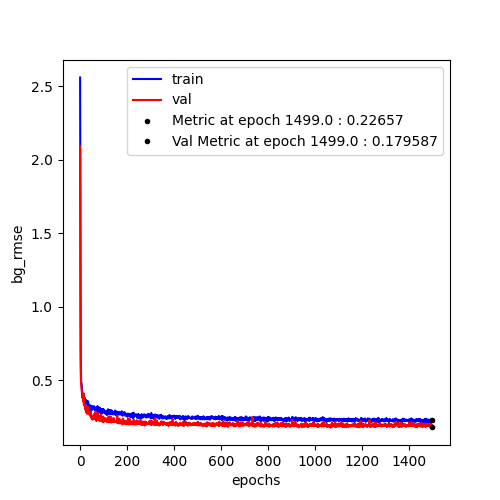 train
val
Metric at epoch 1499.0 : 0.22657
Val Metric at epoch 1499.0 : 0.179587
2.5
2.0
1.5
1.0
0.5
bg_rmse
0 200 400 600 800 1000 1200 1400
epochs